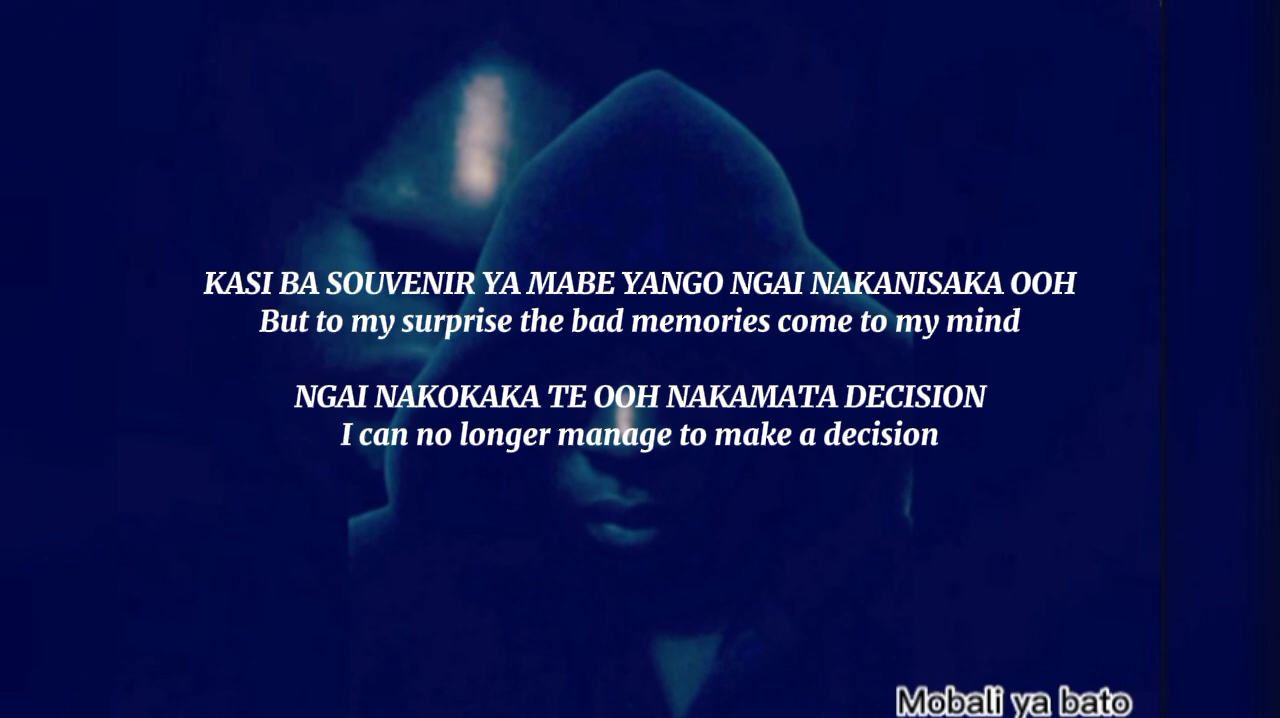 KASI BA SOUVENIR YA MABE YANGO NGAI NAKANISAKA OOH
But to my surprise the bad memories come to my mind
NGAI NAKOKAKA TE OOH NAKAMATA DECISION
I can no longer manage to make a decision
Mobali ya bato